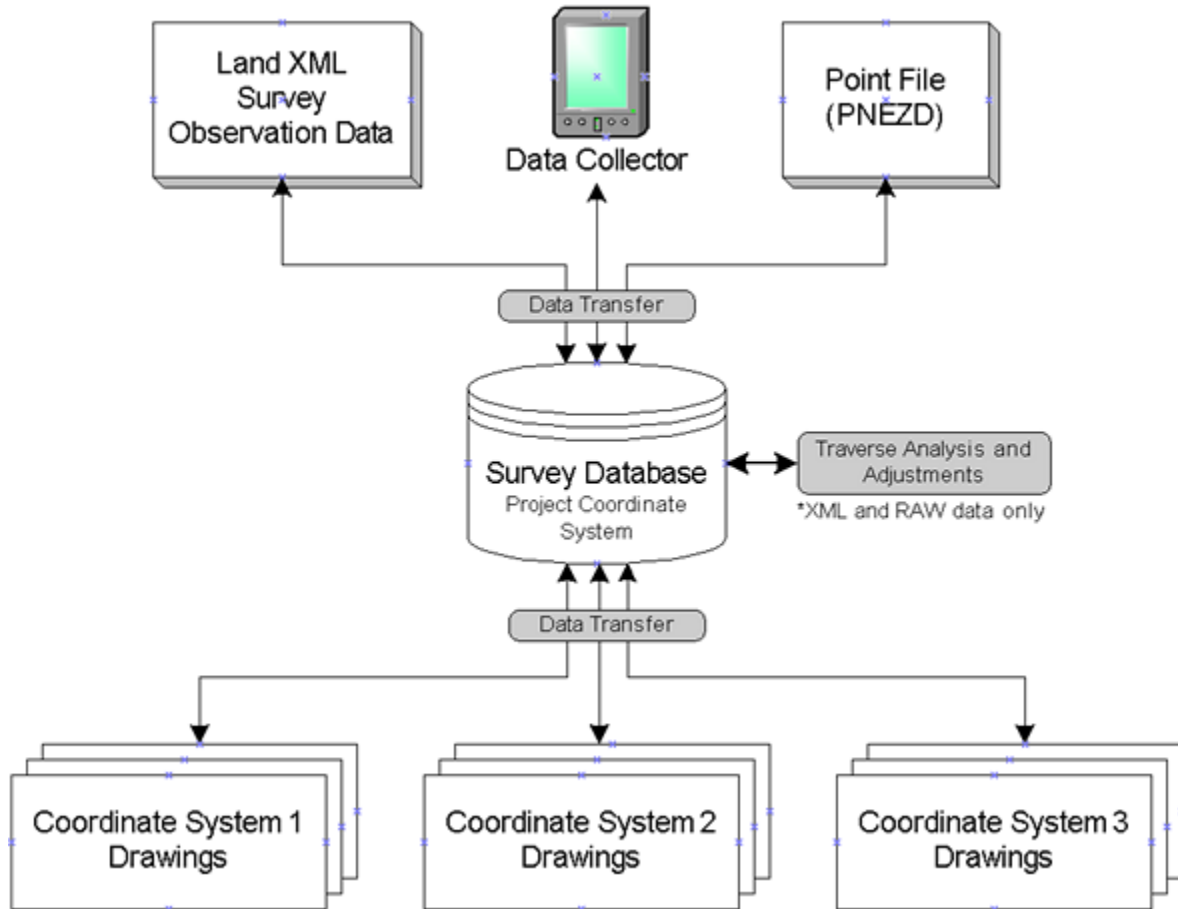 Land XML
Survey
Observation Data
Data Collector
Point File
(PNEZD)
Data Transfer
Survey Database
Project Coordinate
System
Traverse Analysis and
Adjustments
*XML and RAW data only
Data Transfer
Coordinate System 1
Drawings
Coordinate System 2
Drawings
Coordinate System 3
Drawings